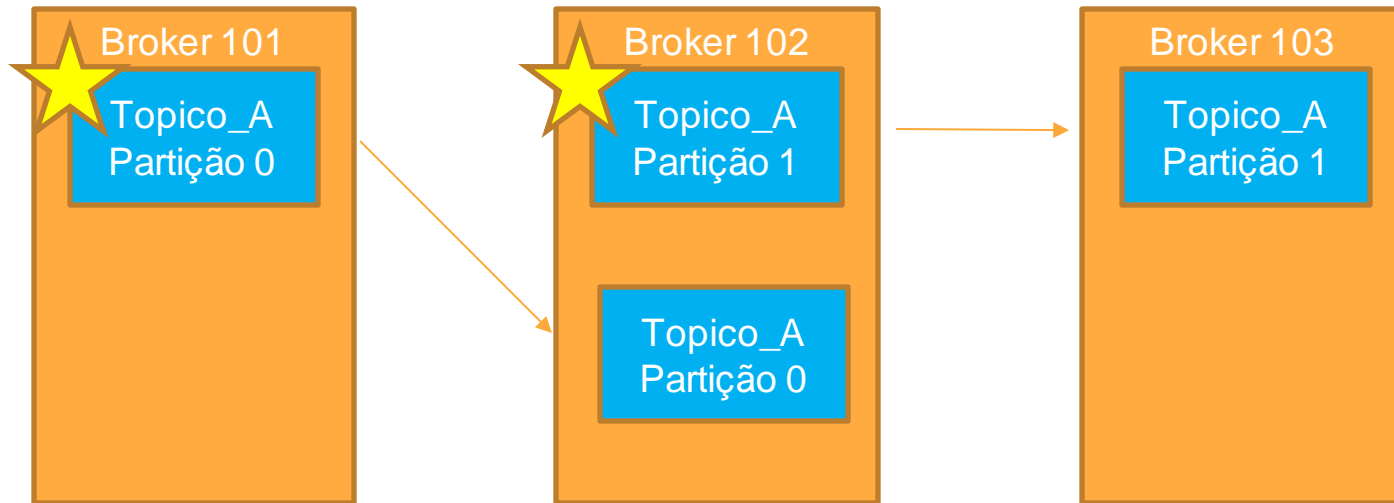 Broker 101
Topico_A
Partição 0
Broker 102
Topico_A
Partição 1
Topico_A
Partição 0
Broker 103
Topico_A
Partição 1